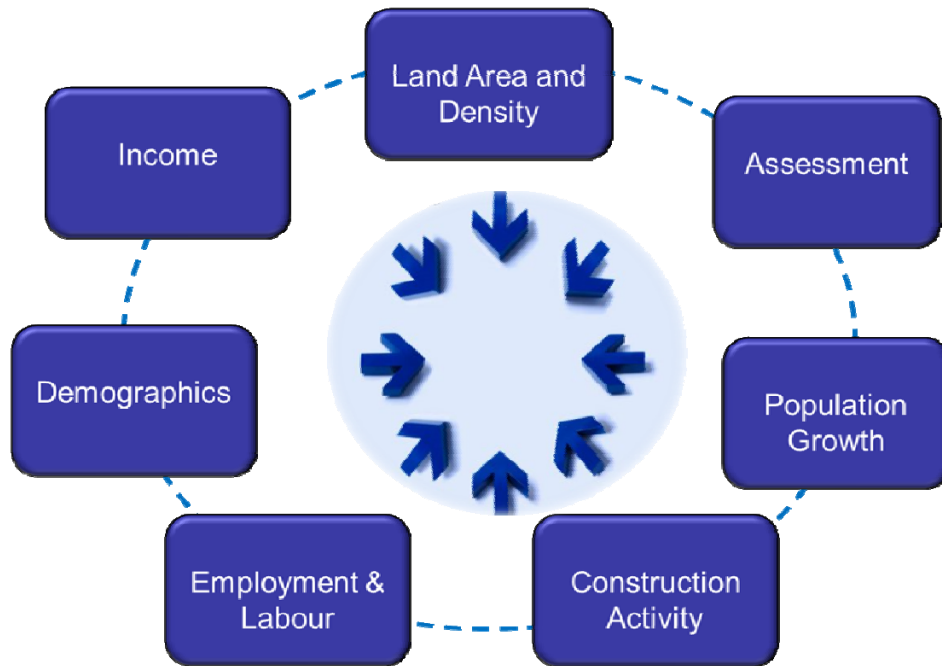 Land Area and
Density
Income
Assessment
Demographics
Population
Growth
Employment &
Labour
Construction
Activity